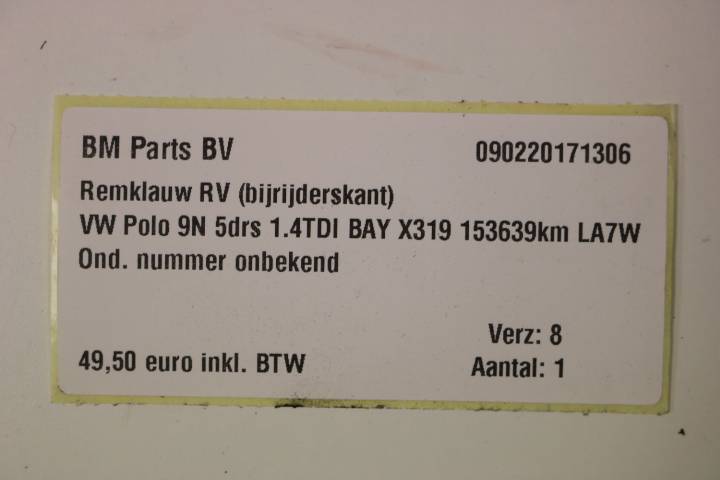 BM Parts BV 090220171306
Remklauw RV (bijrijderskant)
VW Polo 9N 5drs 1.4TDI BAY X319 153639km LA7W
Ond. nummer onbekend
Verz: 8
49,50 euro inkl. BTW Aantal: 1